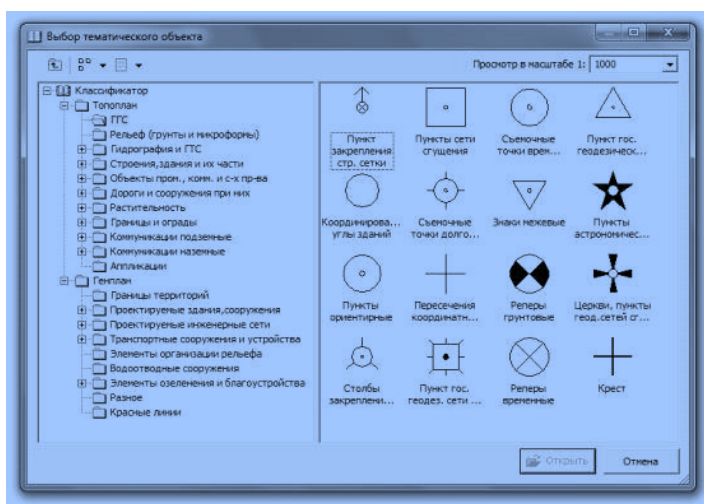 Выбор тематического объекта
Просмотр в масштабе 1: 1000
Классификатор
Топоплан
ГГС
Рельеф (грунты и микроформы)
Гидрография и ГТС
Строения,здания и их части
Объекты пром., комм. и с-х пр-ва
Дороги и сооружения при них
Растительность
Границы и ограды
Коммуникации подземные
Коммуникации наземные
Аппликации
Генплан
Границы территорий
Проектируемые здания,сооружения
Проектируемые инженерные сети
Транспортные сооружения и устройства
Элементы организации рельефа
Водоотводные сооружения
Элементы озеленения и благоустройства
Разное
Красные линии
Пункт
закрепления
стр. сетки
Пункты сети
сгущения
Съемочные
точки врем...
Пункт гос.
геодезическ...
Координирова...
углы зданий
Съемочные
точки долго...
Знаки межевые
Пункты
астрономичес...
Пункты
ориентирные
Пересечения
координатн...
Реперы
грунтовые
Церкви, пункты
геод.сетей сг...
Столбы
закреплени...
Пункт гос.
геодез. сети ...
Реперы
временные
Крест
Открыть
Отмена